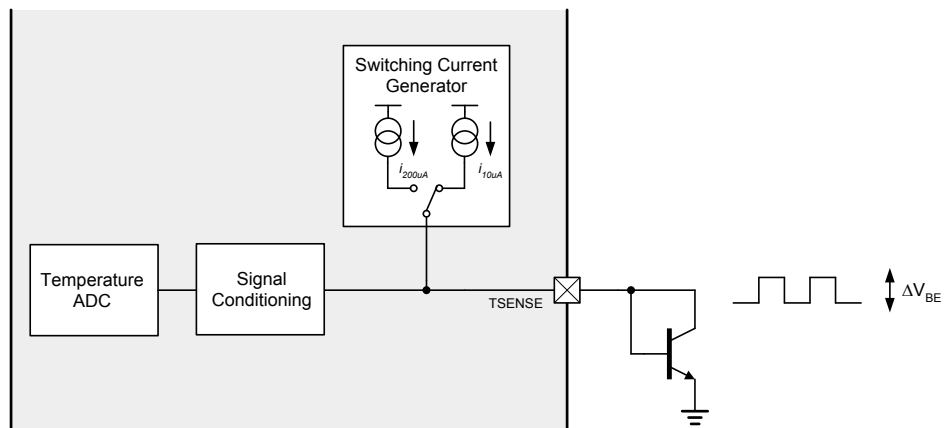 Switching Current
Generator
i200uA
i10uA
Temperature
ADC
Signal
Conditioning
TSENSE
ΔVBE